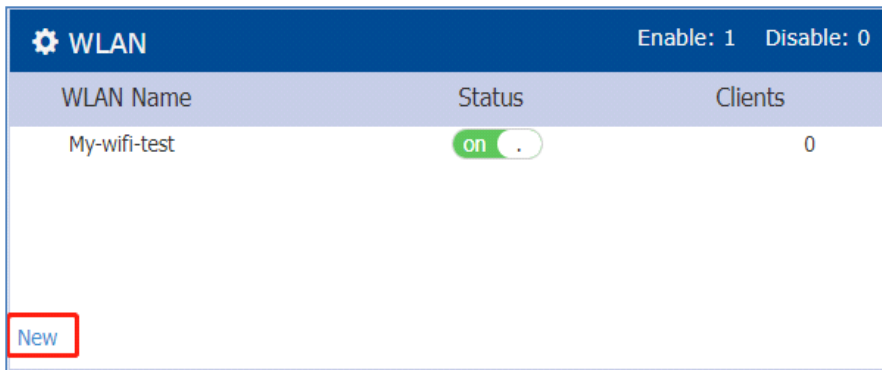 WLAN Enable: 1 Disable: 0
WLAN Name Status Clients
My-wifi-test on . 0
New